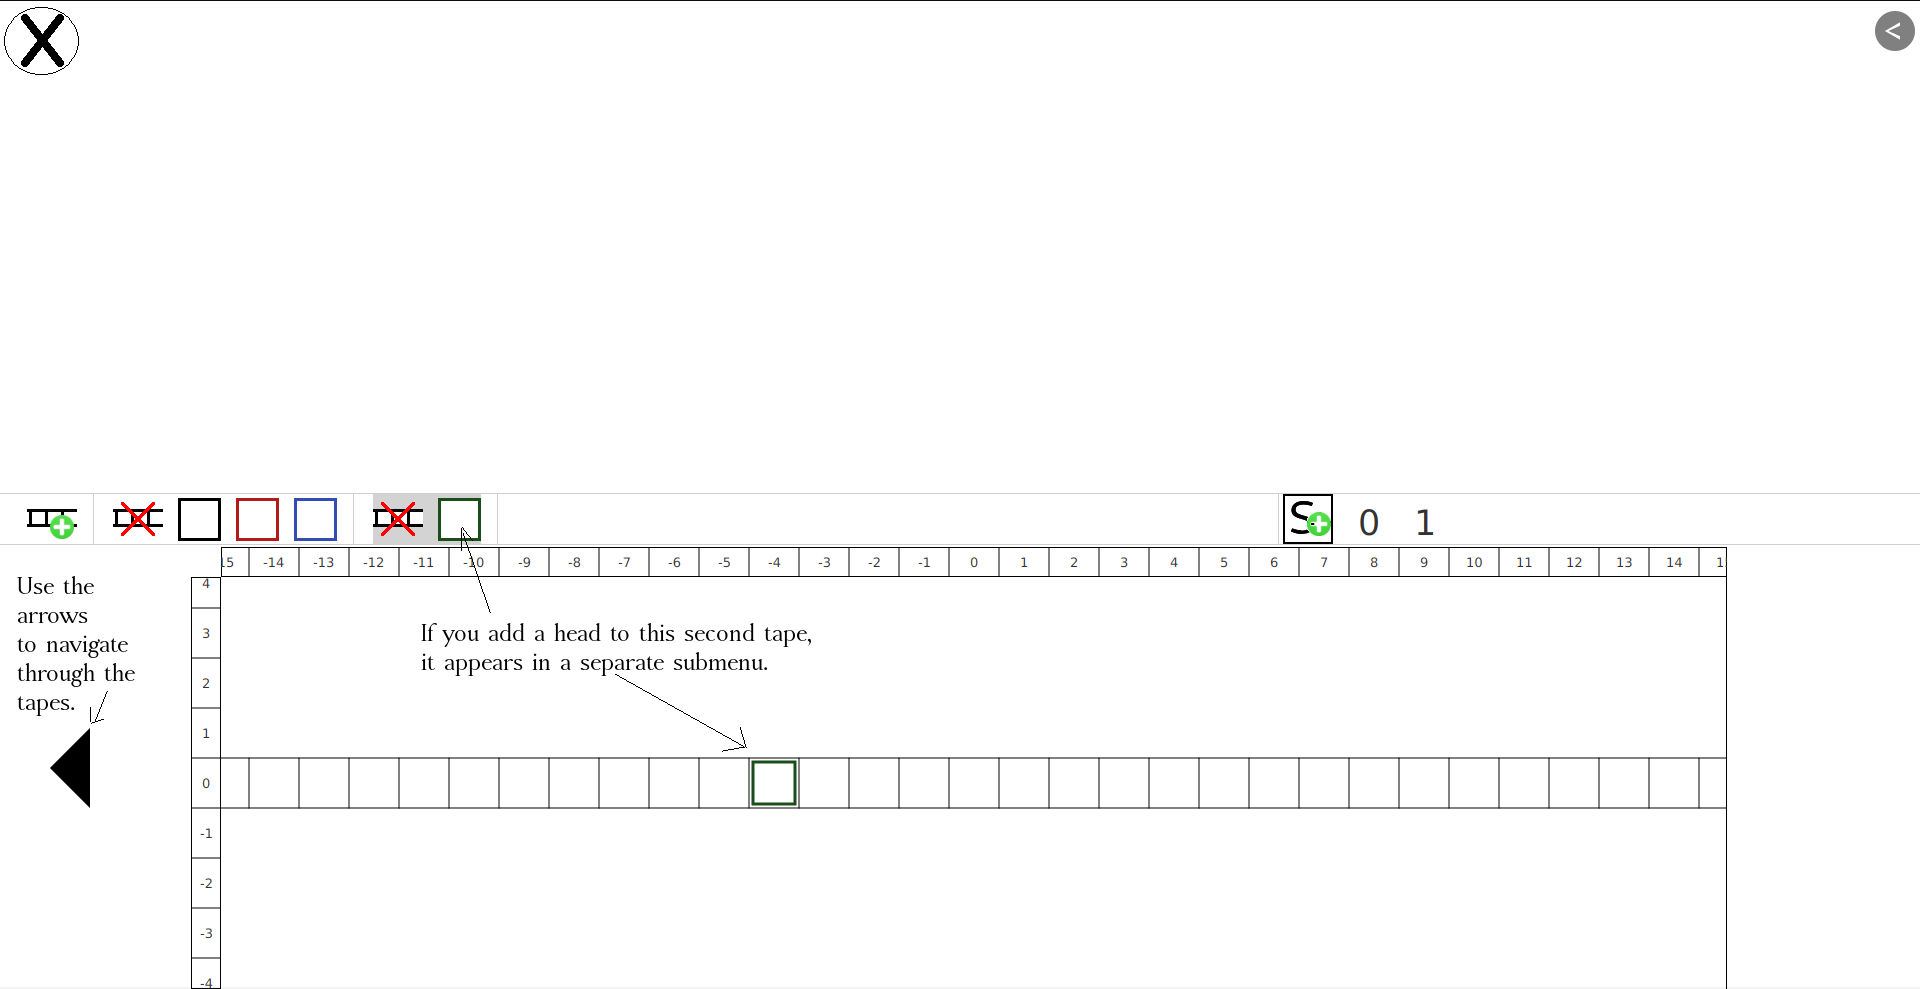 X
<
S 0 1
15 -14 -13 -12 -11 -10 -9 -8 -7 -6 -5 -4 -3 -2 -1 0 1 2 3 4 5 6 7 8 9 10 11 12 13 14 1
4
3
2
1
0
-1
-2
-3
-4
Use the
arrows
to navigate
through the
tapes.
If you add a head to this second tape,
it appears in a separate submenu.